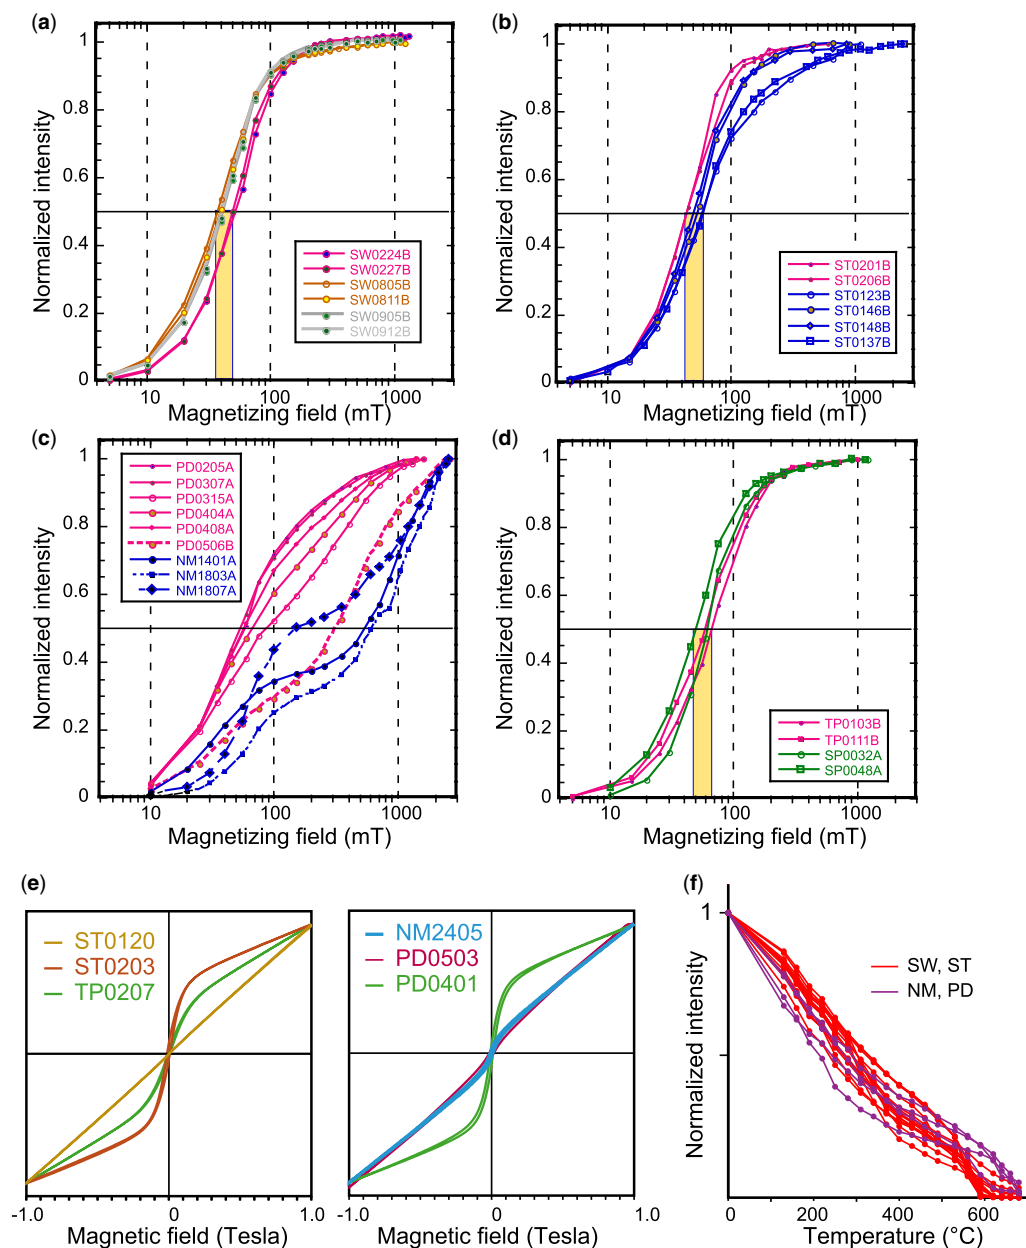 (a)
1
0.8
0.6
0.4
0.2
0
Normalized intensity
SW0224B
SW0227B
SW0805B
SW0811B
SW0905B
SW0912B
10
100
1000
Magnetizing field (mT)
(b)
1
0.8
0.6
0.4
0.2
0
Normalized intensity
ST0201B
ST0206B
ST0123B
ST0146B
ST0148B
ST0137B
10
100
1000
Magnetizing field (mT)
(c)
1
0.8
0.6
0.4
0.2
0
Normalized intensity
PD0205A
PD0307A
PD0315A
PD0404A
PD0408A
PD0506B
NM1401A
NM1803A
NM1807A
10
100
1000
Magnetizing field (mT)
(d)
1
0.8
0.6
0.4
0.2
0
Normalized intensity
TP0103B
TP0111B
SP0032A
SP0048A
10
100
1000
Magnetizing field (mT)
(e)
ST0120
ST0203
TP0207
-1.0
0
1.0
Magnetic field (Tesla)
NM2405
PD0503
PD0401
-1.0
0
1.0
Magnetic field (Tesla)
(f)
1
Normalized intensity
SW, ST
NM, PD
0
200
400
600
Temperature (°C)